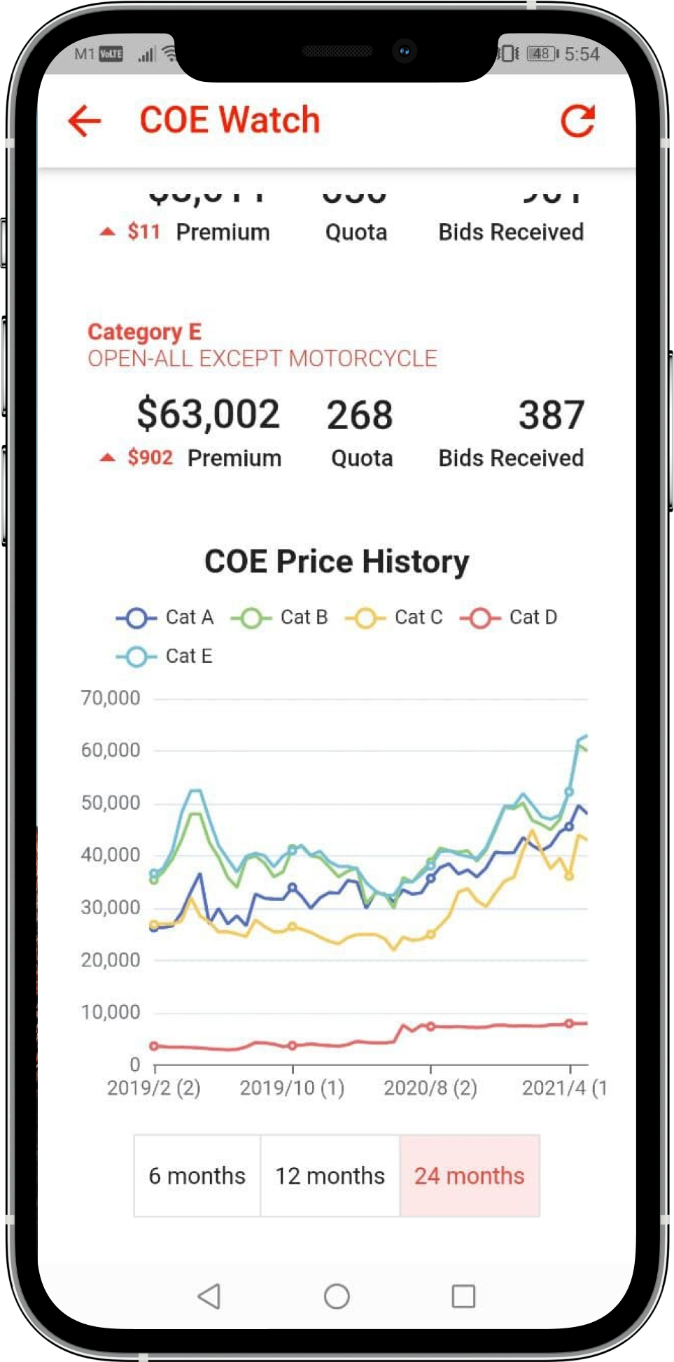 M1 VoLTE 48 5:54
COE Watch
▲ $11 Premium Quota Bids Received
Category E
OPEN-ALL EXCEPT MOTORCYCLE
$63,002 268 387
▲ $902 Premium Quota Bids Received
COE Price History
Cat A Cat B Cat C Cat D
Cat E
70,000
60,000
50,000
40,000
30,000
20,000
10,000
0
2019/2 (2) 2019/10 (1) 2020/8 (2) 2021/4 (1
6 months 12 months 24 months